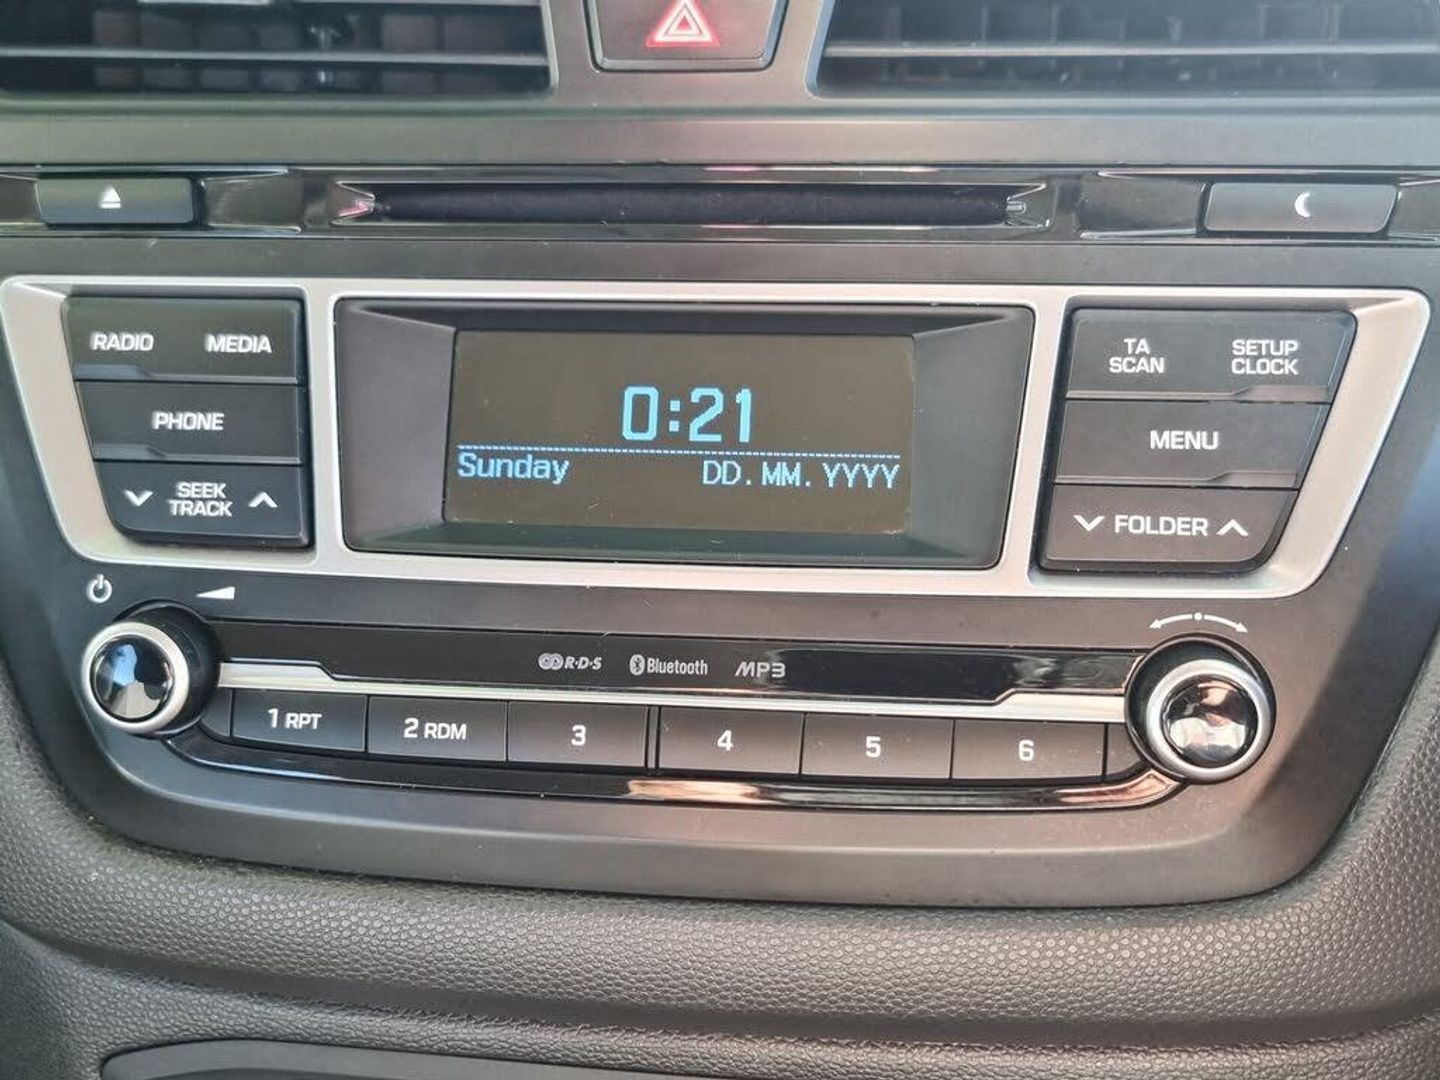 RADIO MEDIA
PHONE
SEEK
TRACK
0:21
Sunday DD.MM.YYYY
TA
SCAN
SETUP
CLOCK
MENU
FOLDER
R·D·S Bluetooth MP3
1 RPT 2 RDM 3 4 5 6